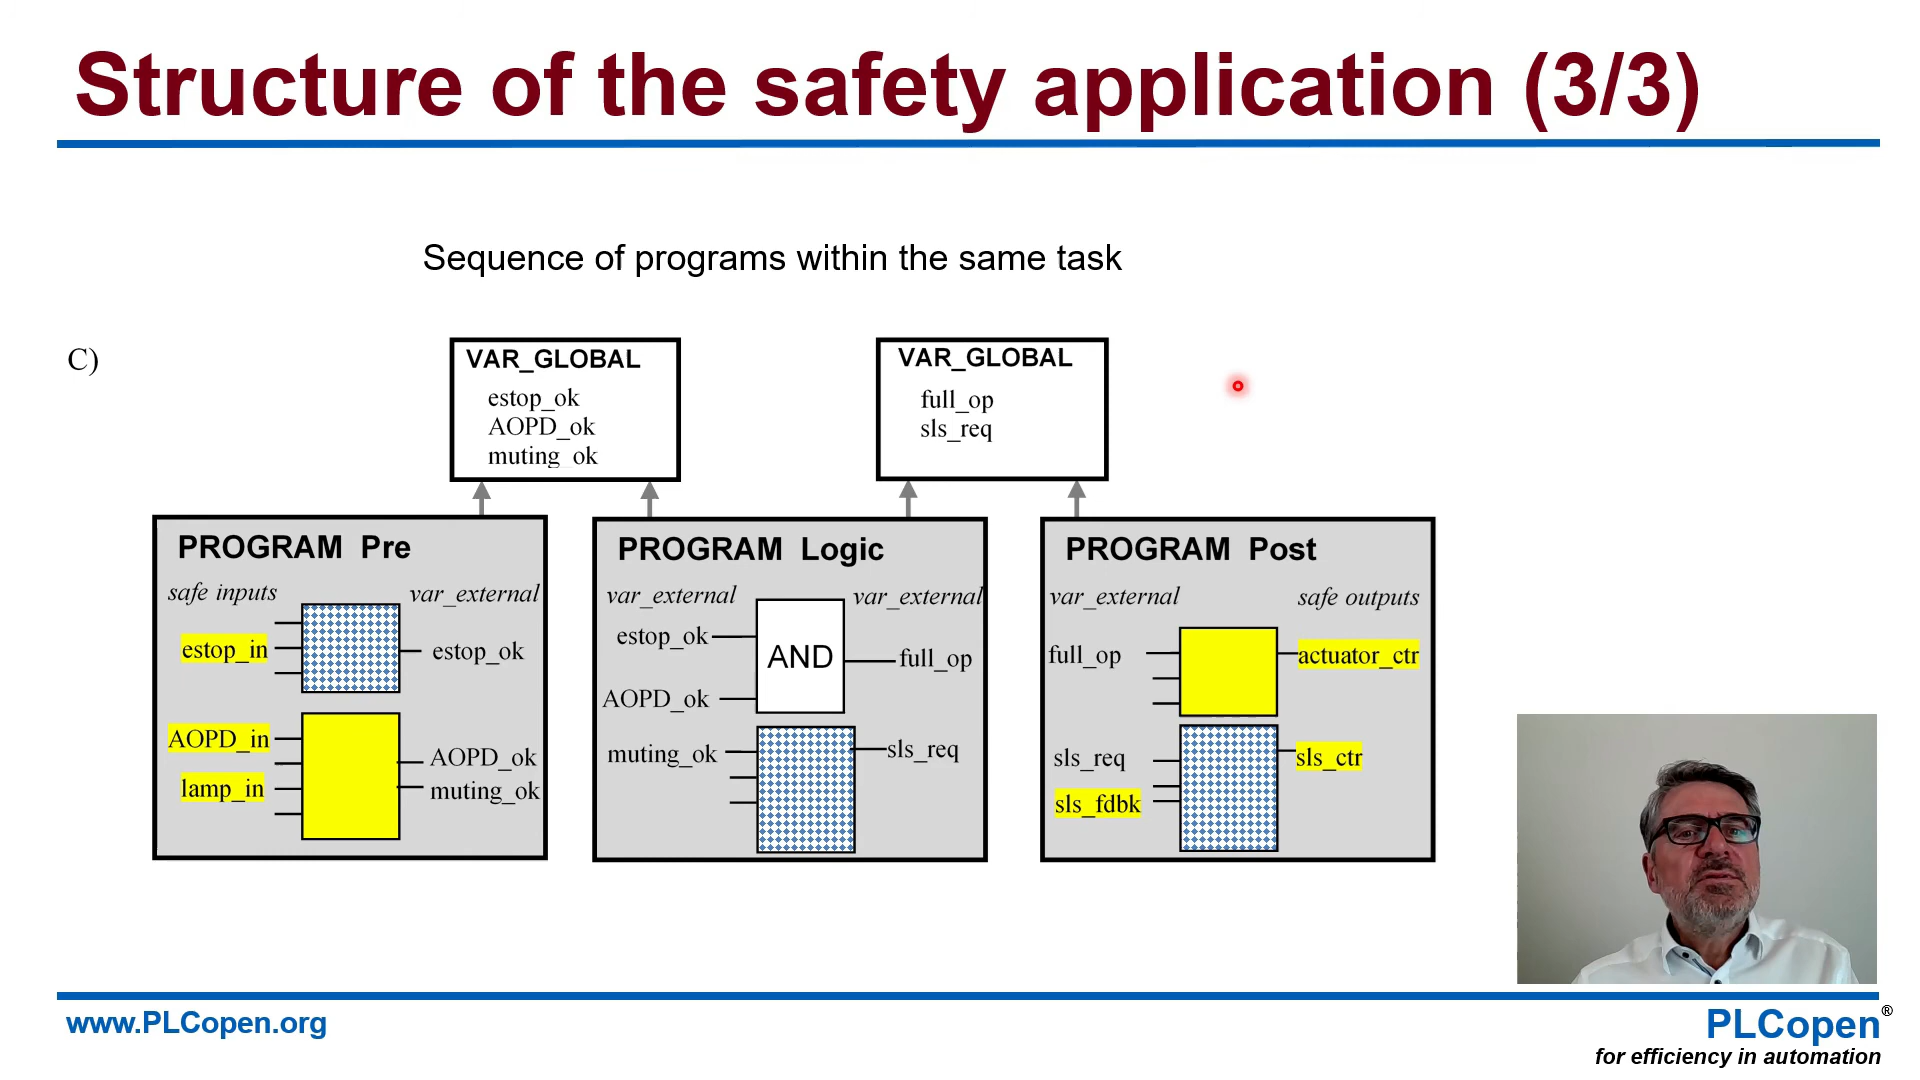 Structure of the safety application (3/3)
Sequence of programs within the same task
C)
VAR_GLOBAL
estop_ok
AOPD_ok
muting_ok
VAR_GLOBAL
full_op
sls_req
PROGRAM Pre
safe inputs
var_external
estop_in
estop_ok
AOPD_in
AOPD_ok
lamp_in
muting_ok
PROGRAM Logic
var_external
var_external
estop_ok
AND
full_op
AOPD_ok
muting_ok
sls_req
PROGRAM Post
var_external
safe outputs
full_op
actuator_ctr
sls_req
sls_ctr
sls_fdbk
www.PLCopen.org
PLCopen®
for efficiency in automation